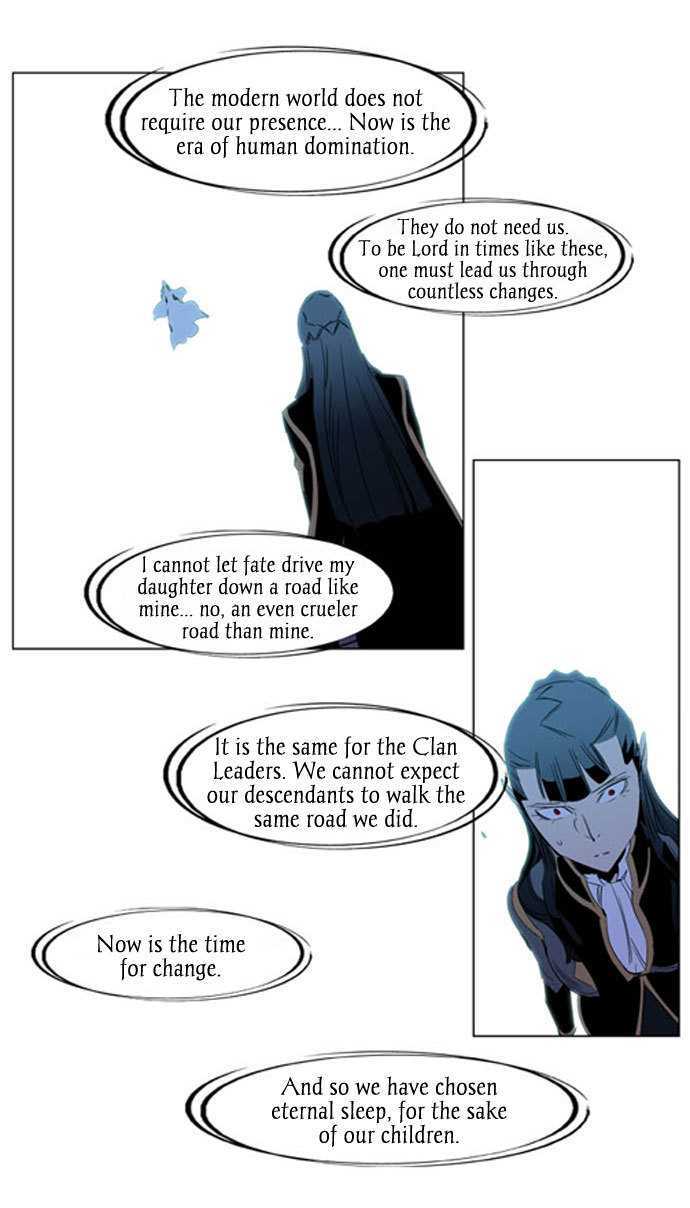 The modern world does not
require our presence... Now is the
era of human domination.
They do not need us.
To be Lord in times like these,
one must lead us through
countless changes.
I cannot let fate drive my
daughter down a road like
mine... no, an even crueler
road than mine.
It is the same for the Clan
Leaders. We cannot expect
our descendants to walk the
same road we did.
Now is the time
for change.
And so we have chosen
eternal sleep, for the sake
of our children.